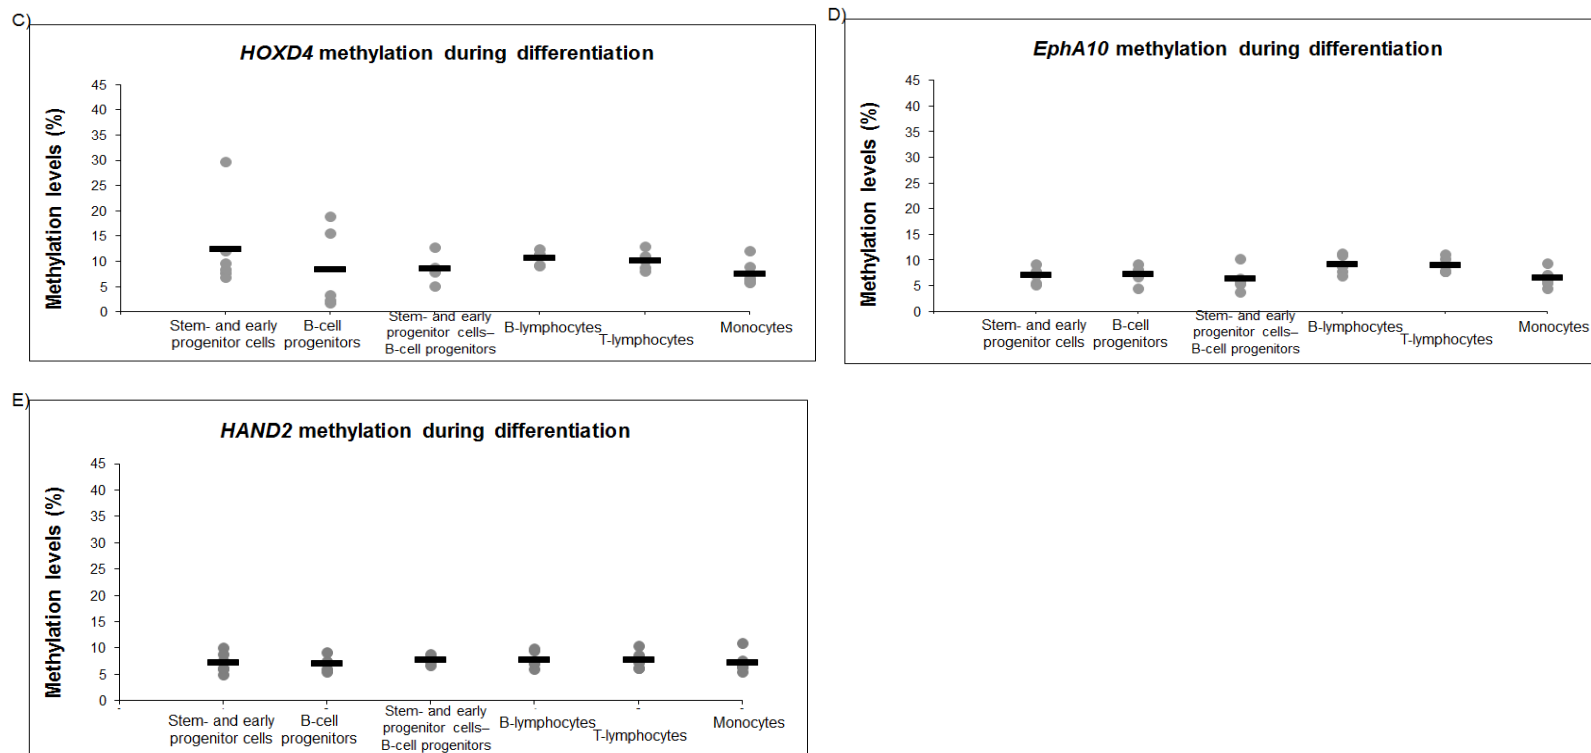 C)
HOXD4 methylation during differentiation
Methylation levels (%)
45
40
35
30
25
20
15
10
5
0
Stem- and early
progenitor cells
B-cell
progenitors
Stem- and early
progenitor cells–
B-cell progenitors
B-lymphocytes
T-lymphocytes
Monocytes
D)
EphA10 methylation during differentiation
Methylation levels (%)
45
40
35
30
25
20
15
10
5
0
Stem- and early
progenitor cells
B-cell
progenitors
Stem- and early
progenitor cells–
B-cell progenitors
B-lymphocytes
T-lymphocytes
Monocytes
E)
HAND2 methylation during differentiation
Methylation levels (%)
45
40
35
30
25
20
15
10
5
0
Stem- and early
progenitor cells
B-cell
progenitors
Stem- and early
progenitor cells–
B-cell progenitors
B-lymphocytes
T-lymphocytes
Monocytes